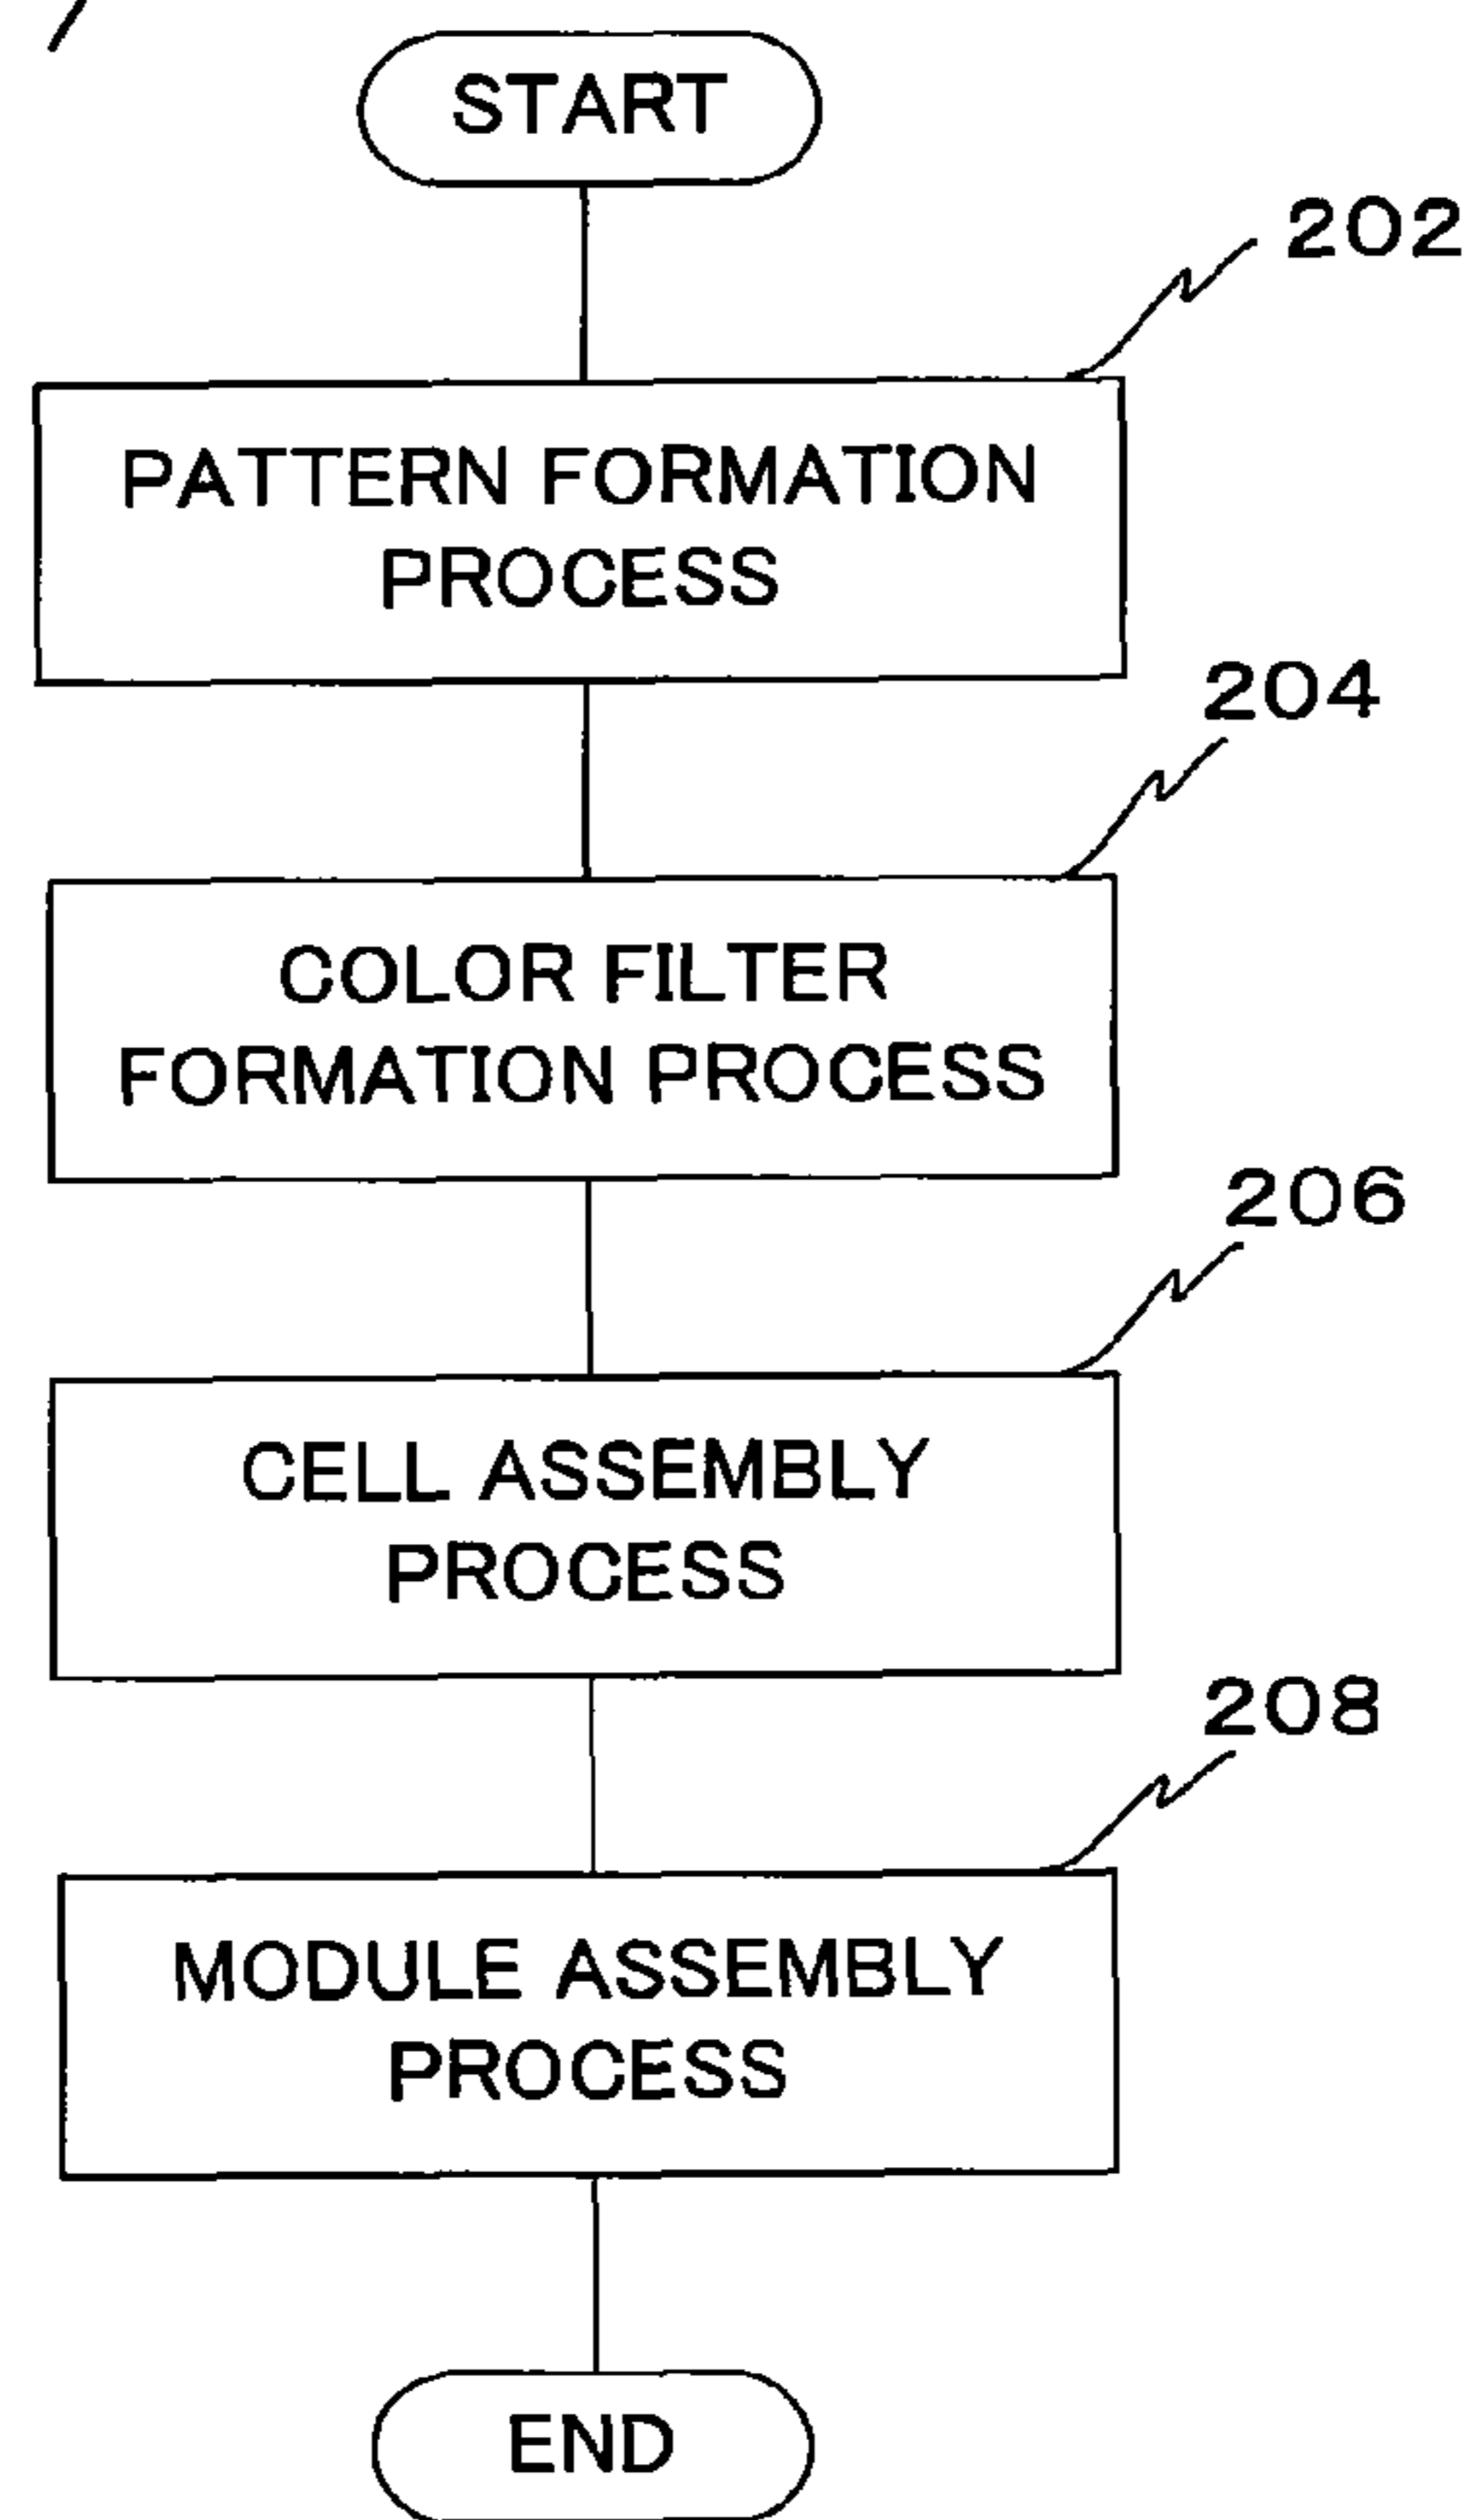 START
202
PATTERN FORMATION
PROCESS
204
COLOR FILTER
FORMATION PROCESS
206
CELL ASSEMBLY
PROCESS
208
MODULE ASSEMBLY
PROCESS
END